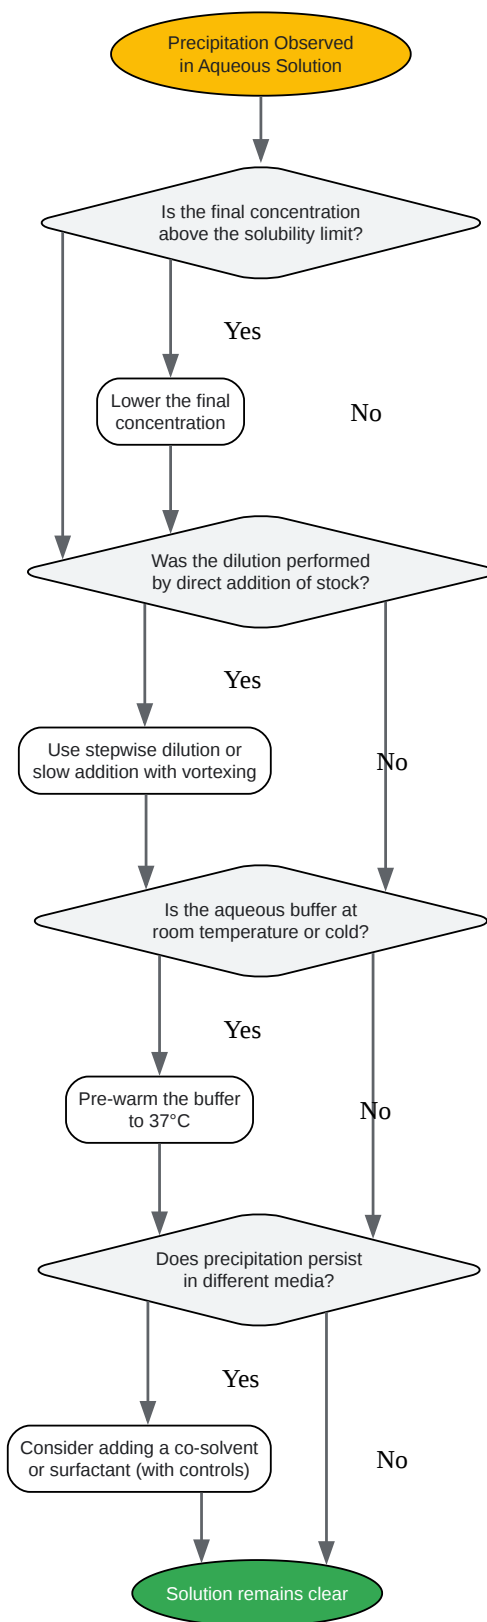 Precipitation Observed
in Aqueous Solution
Is the final concentration
above the solubility limit?
Yes
Lower the final
concentration
No
Was the dilution performed
by direct addition of stock?
Yes
Use stepwise dilution or
slow addition with vortexing
No
Is the aqueous buffer at
room temperature or cold?
Yes
Pre-warm the buffer
to 37°C
No
Does precipitation persist
in different media?
Yes
Consider adding a co-solvent
or surfactant (with controls)
No
Solution remains clear